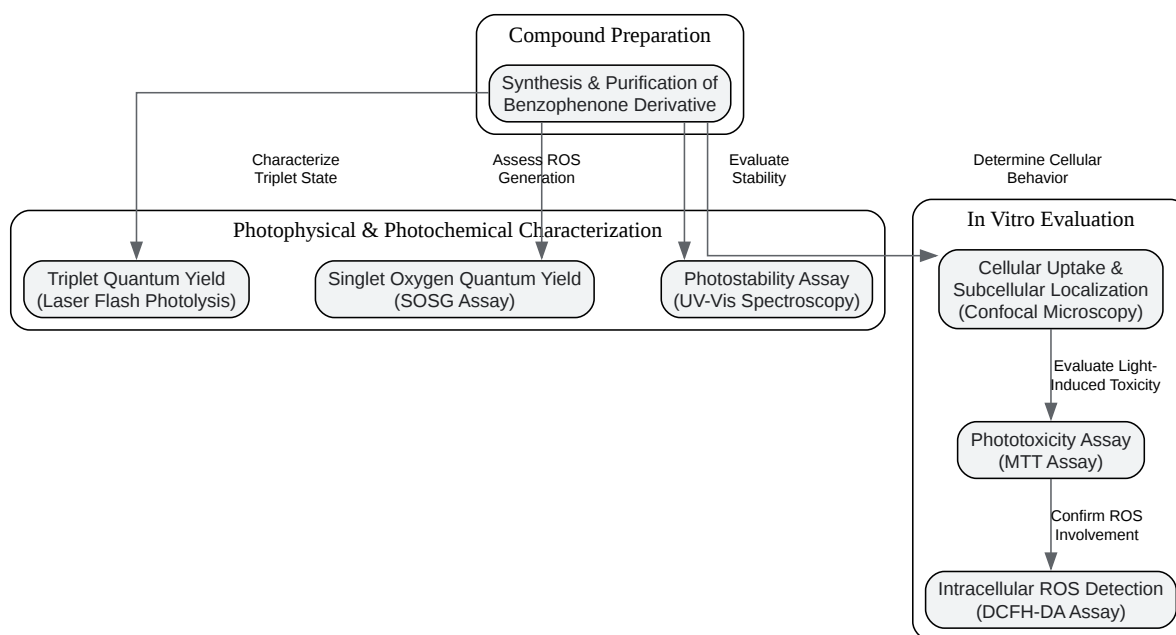 Compound Preparation
Synthesis & Purification of
Benzophenone Derivative
Characterize
Triplet State
Assess ROS
Generation
Evaluate
Stability
Determine Cellular
Behavior
Photophysical & Photochemical Characterization
Triplet Quantum Yield
(Laser Flash Photolysis)
Singlet Oxygen Quantum Yield
(SOSG Assay)
Photostability Assay
(UV-Vis Spectroscopy)
In Vitro Evaluation
Cellular Uptake &
Subcellular Localization
(Confocal Microscopy)
Evaluate Light-
Induced Toxicity
Phototoxicity Assay
(MTT Assay)
Confirm ROS
Involvement
Intracellular ROS Detection
(DCFH-DA Assay)